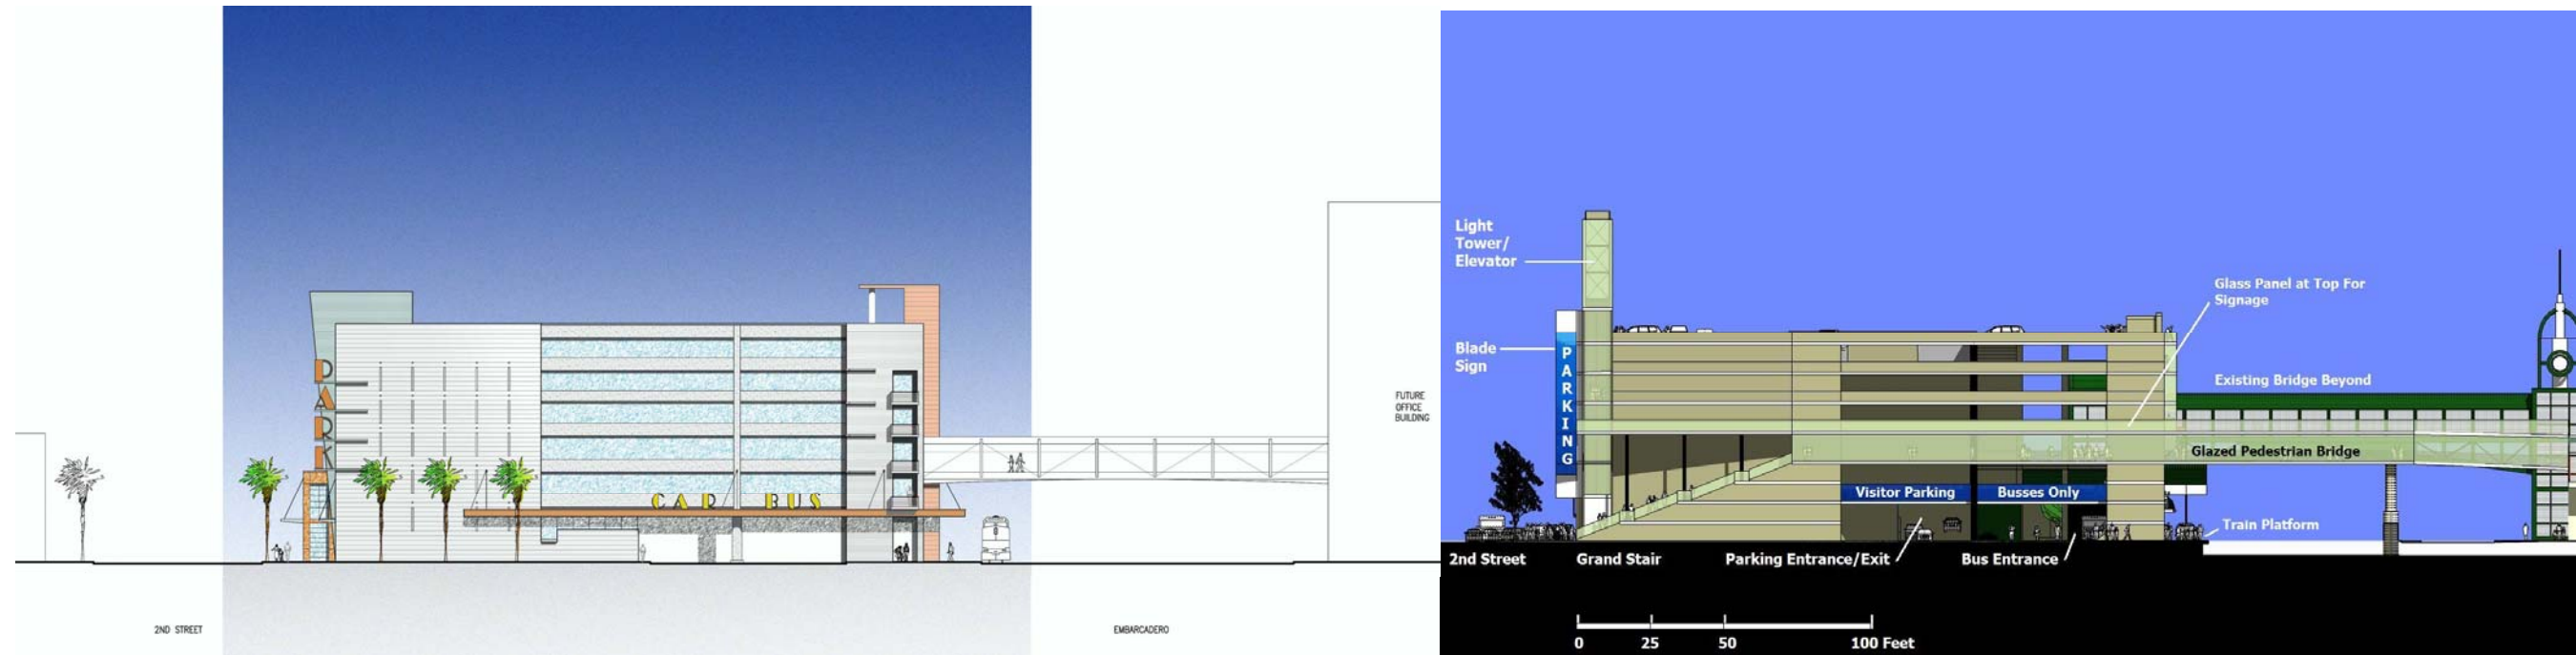 PARK
CAR BUS
FUTURE
OFFICE
BUILDING
2ND STREET
EMBARCADERO
Light
Tower/
Elevator
Blade
Sign
PARKING
Glass Panel at Top For
Signage
Existing Bridge Beyond
Glazed Pedestrian Bridge
Visitor Parking
Busses Only
Train Platform
2nd Street
Grand Stair
Parking Entrance/Exit
Bus Entrance
0 25 50 100 Feet